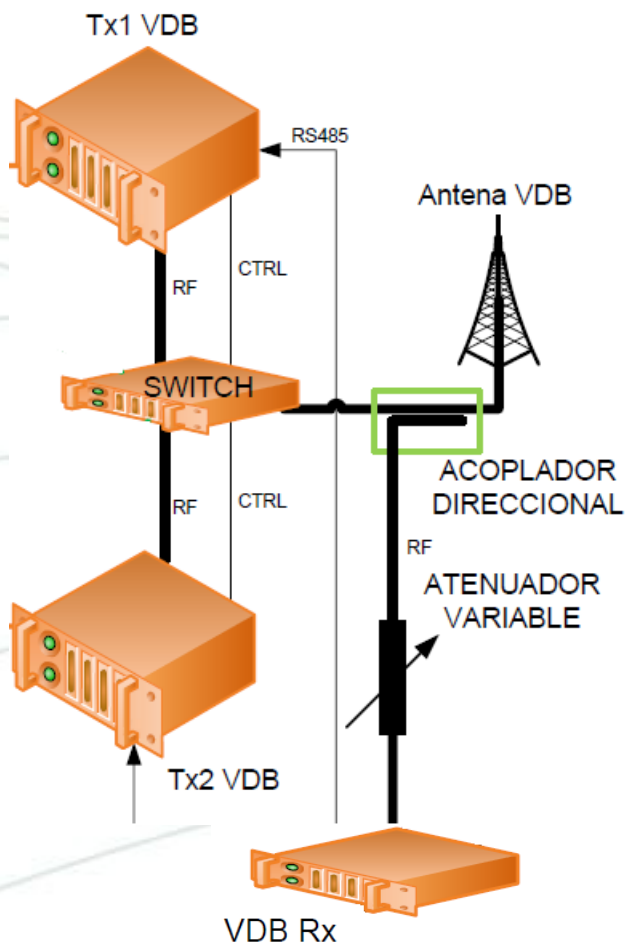 Tx1 VDB
RS485
Antena VDB
RF
CTRL
SWITCH
ACOPLADOR
DIRECCIONAL
RF
CTRL
RF
ATENUADOR
VARIABLE
Tx2 VDB
VDB Rx